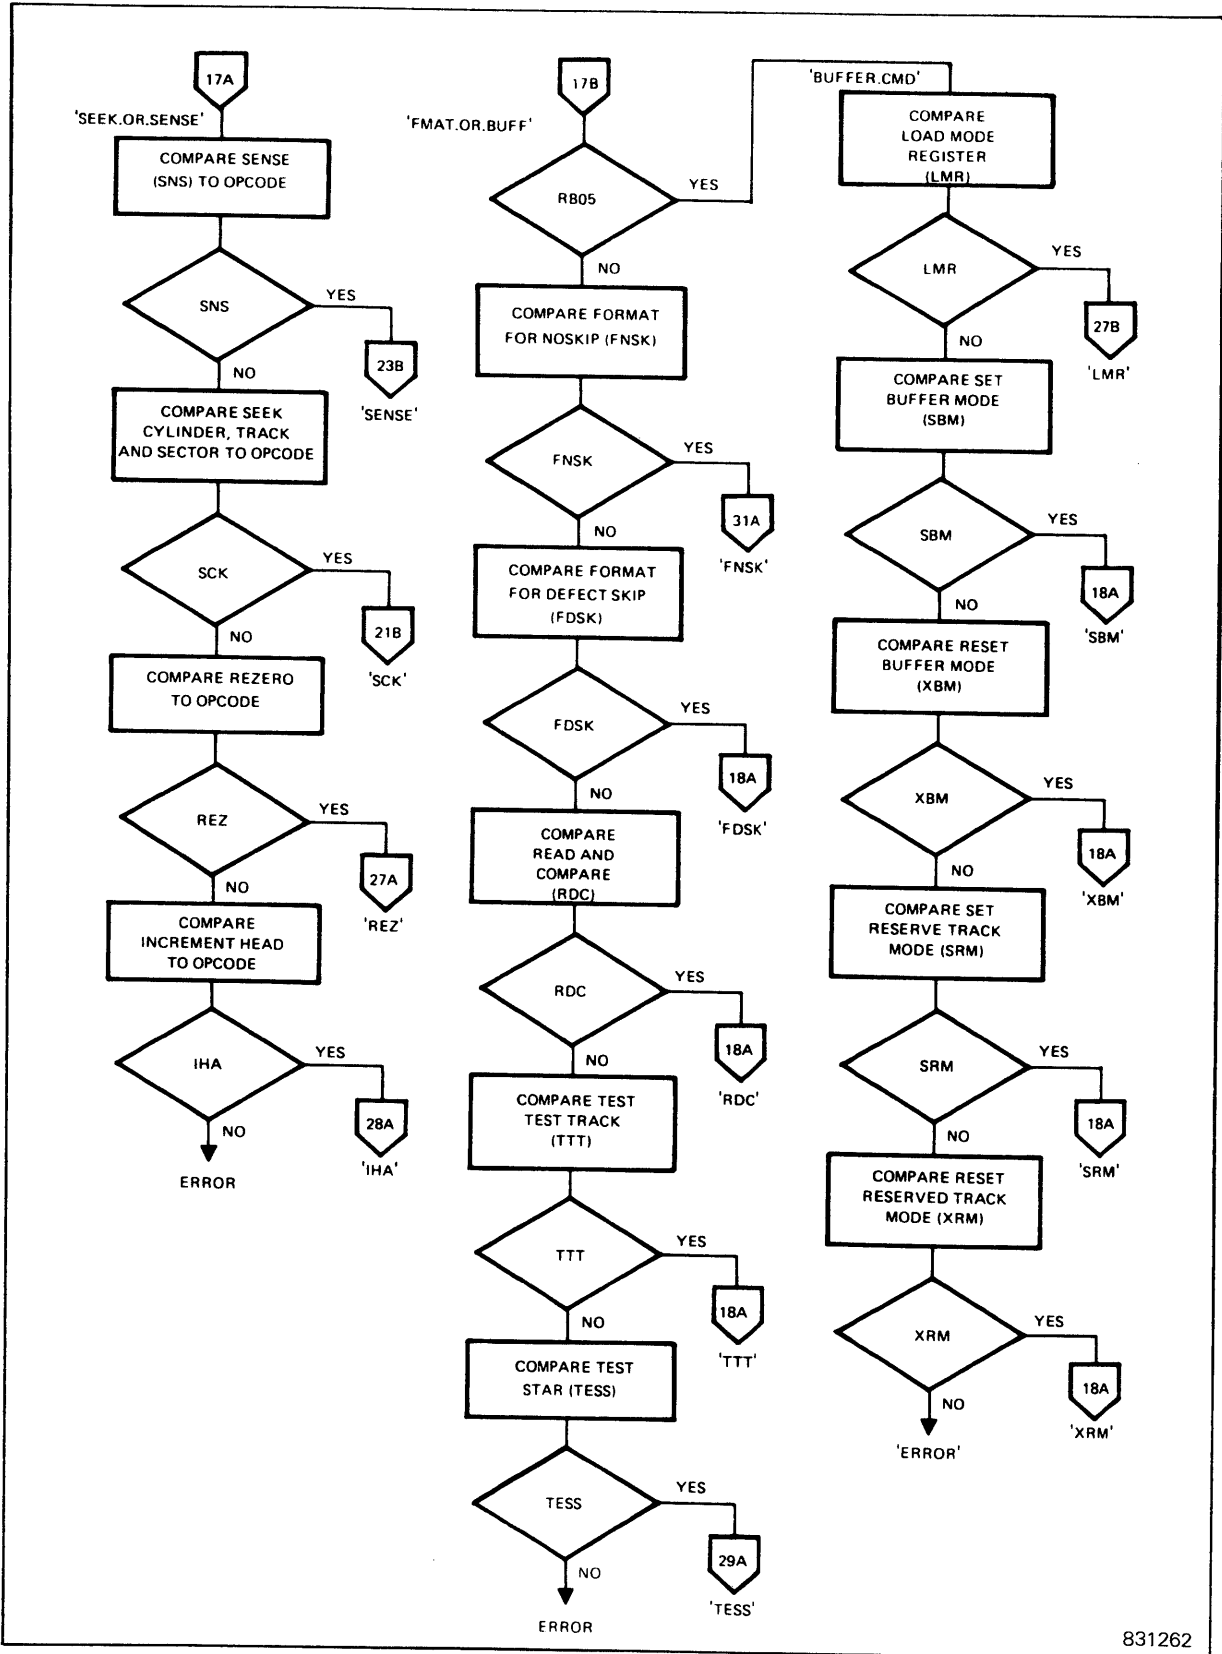 17A
'SEEK.OR.SENSE'
COMPARE SENSE
(SNS) TO OPCODE
SNS
YES
23B
'SENSE'
NO
COMPARE SEEK
CYLINDER, TRACK
AND SECTOR TO OPCODE
SCK
YES
21B
'SCK'
NO
COMPARE REZERO
TO OPCODE
REZ
YES
27A
'REZ'
NO
COMPARE
INCREMENT HEAD
TO OPCODE
IHA
YES
28A
'IHA'
NO
ERROR
17B
'FMAT.OR.BUFF'
RB05
YES
NO
COMPARE FORMAT
FOR NOSKIP (FNSK)
FNSK
YES
31A
'FNSK'
NO
COMPARE FORMAT
FOR DEFECT SKIP
(FDSK)
FDSK
YES
18A
'FDSK'
NO
COMPARE
READ AND
COMPARE
(RDC)
RDC
YES
18A
'RDC'
NO
COMPARE TEST
TEST TRACK
(TTT)
TTT
YES
18A
'TTT'
NO
COMPARE TEST
STAR (TESS)
TESS
YES
29A
'TESS'
NO
ERROR
'BUFFER.CMD'
COMPARE
LOAD MODE
REGISTER
(LMR)
LMR
YES
27B
'LMR'
NO
COMPARE SET
BUFFER MODE
(SBM)
SBM
YES
18A
'SBM'
NO
COMPARE RESET
BUFFER MODE
(XBM)
XBM
YES
18A
'XBM'
NO
COMPARE SET
RESERVE TRACK
MODE (SRM)
SRM
YES
18A
'SRM'
NO
COMPARE RESET
RESERVED TRACK
MODE (XRM)
XRM
YES
18A
'XRM'
NO
'ERROR'
831262